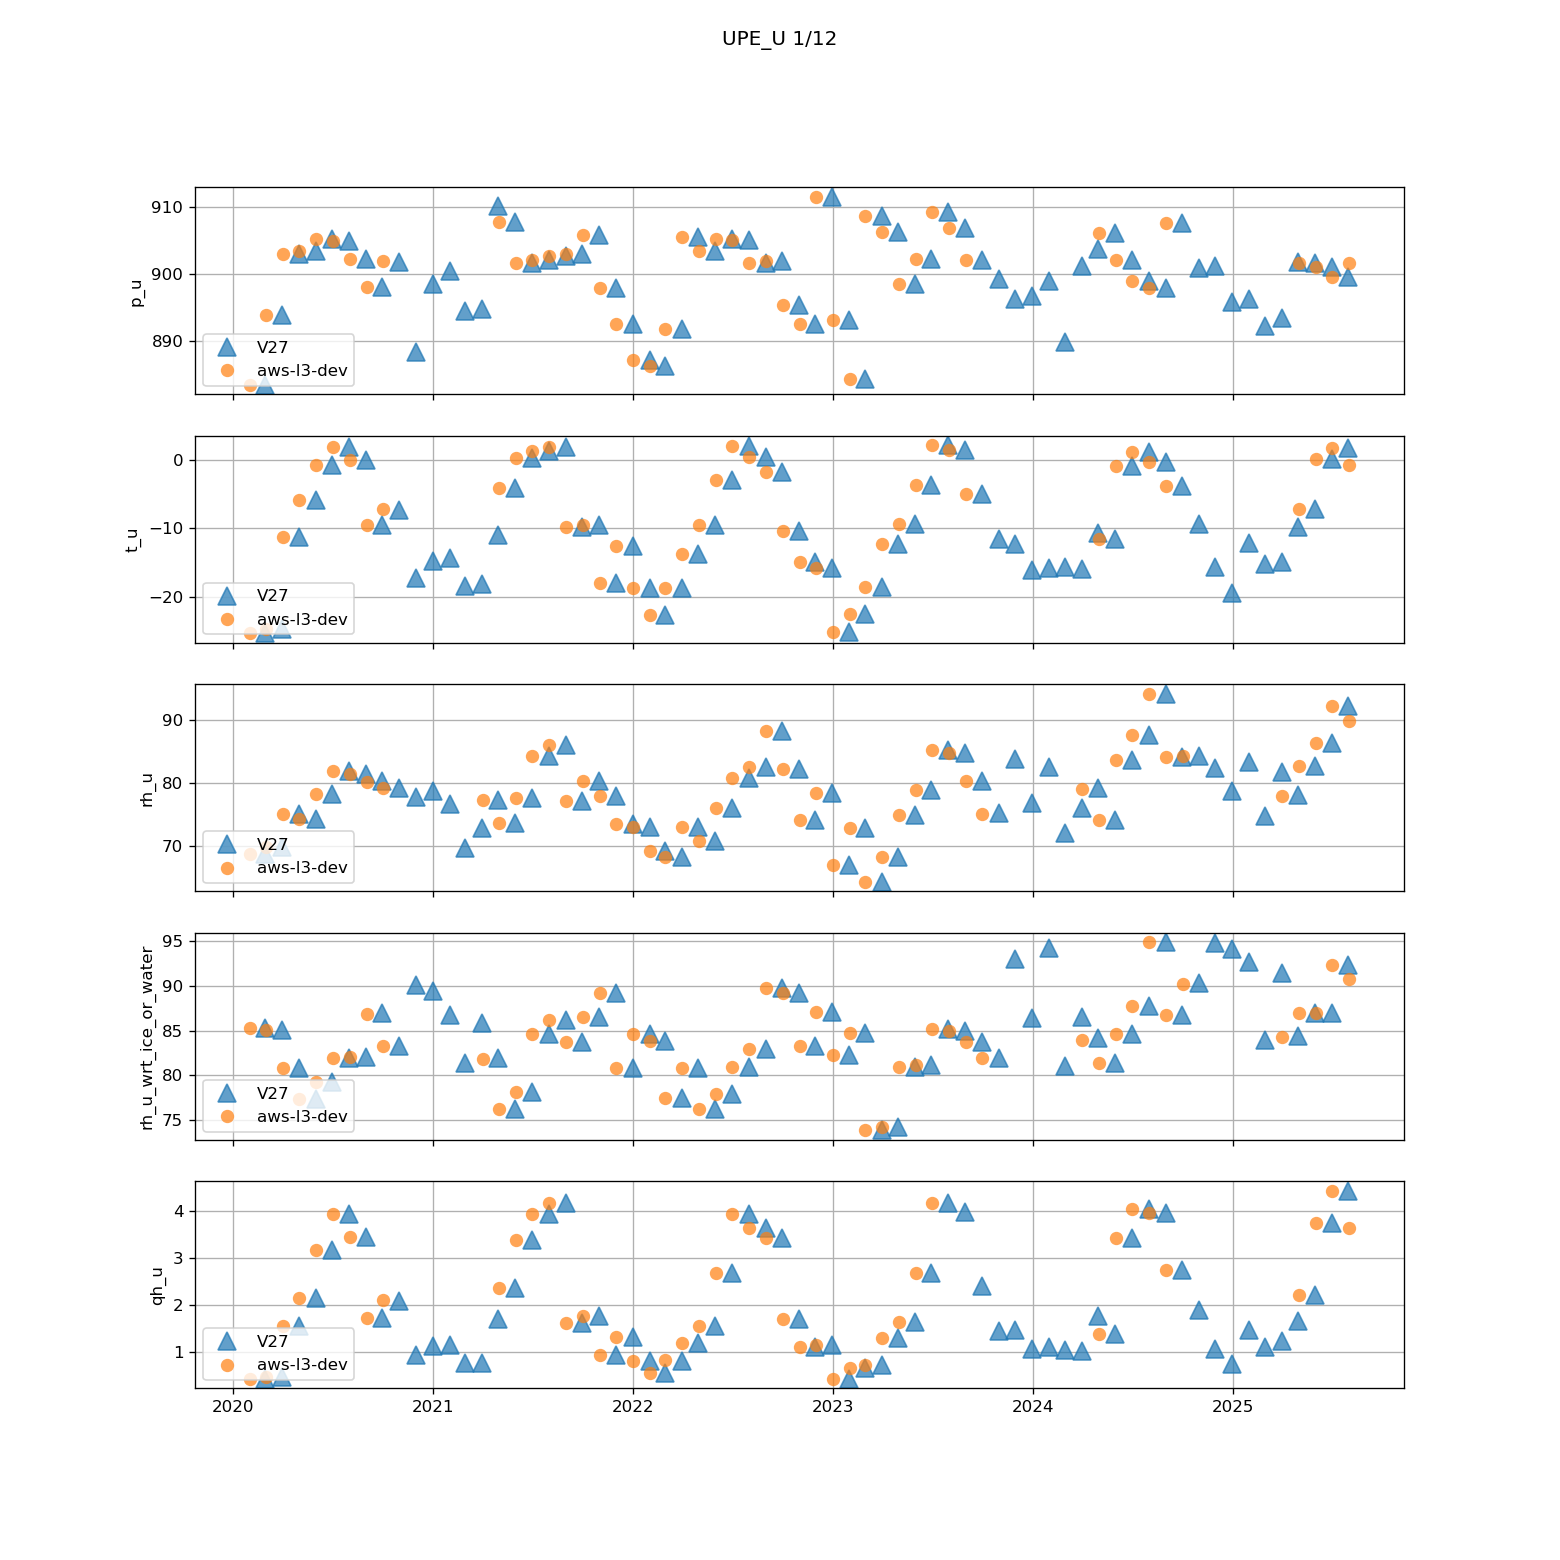 UPE_U 1/12
910
900
890
p_u
V27
aws-l3-dev
0
−10
−20
t_u
V27
aws-l3-dev
90
80
70
rh_u
V27
aws-l3-dev
95
90
85
80
75
rh_u_wrt_ice_or_water
V27
aws-l3-dev
4
3
2
1
qh_u
V27
aws-l3-dev
2020 2021 2022 2023 2024 2025